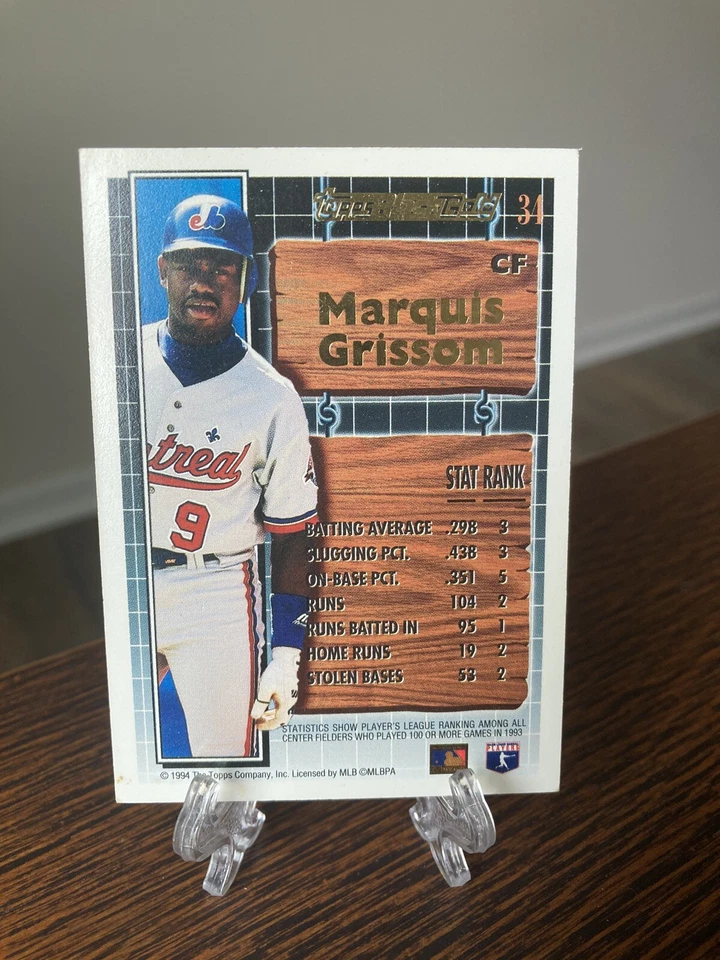 Topps Black Gold 34
CF
Marquis
Grissom
STAT RANK
BATTING AVERAGE .298 3
SLUGGING PCT. .438 3
ON-BASE PCT. .351 5
RUNS 104 2
RUNS BATTED IN 95 1
HOME RUNS 19 2
STOLEN BASES 53 2
STATISTICS SHOW PLAYER'S LEAGUE RANKING AMONG ALL
CENTER FIELDERS WHO PLAYED 100 OR MORE GAMES IN 1993
© 1994 The Topps Company, Inc. Licensed by MLB ©MLBPA
PLAYERS
ntreal
9